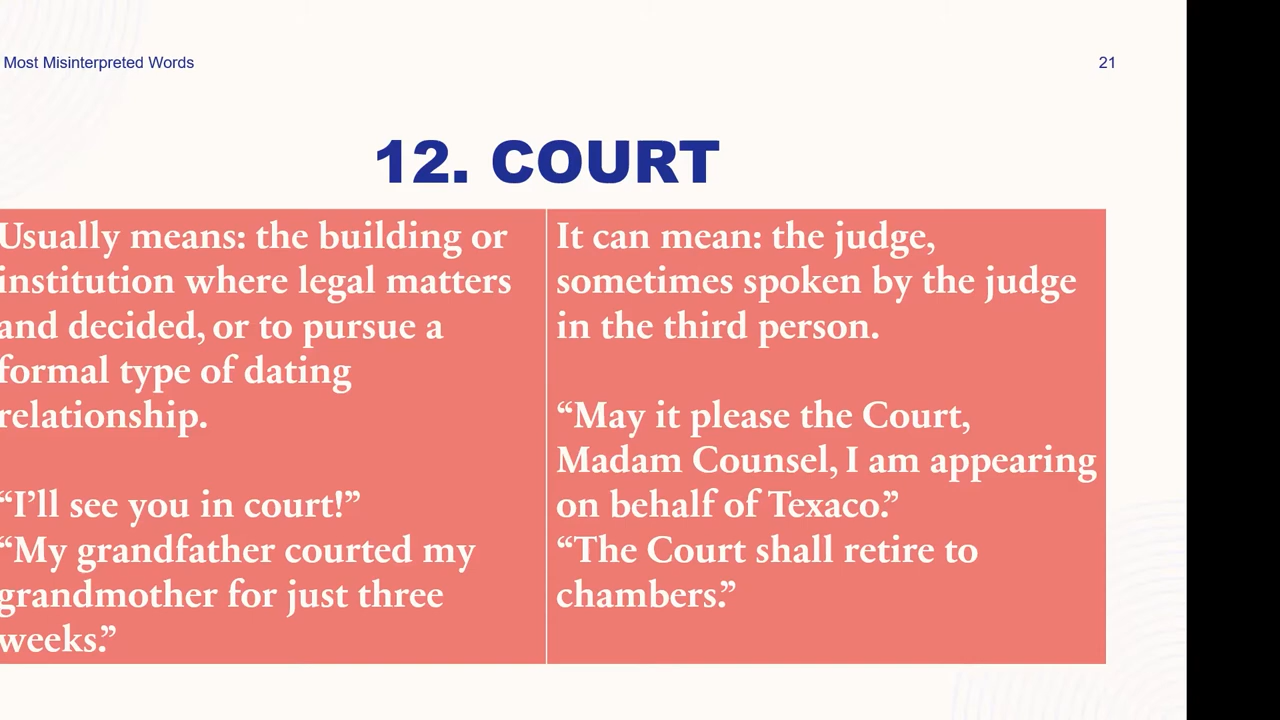 Most Misinterpreted Words
21
12. COURT
Usually means: the building or
institution where legal matters
and decided, or to pursue a
formal type of dating
relationship.
“I’ll see you in court!”
“My grandfather courted my
grandmother for just three
weeks.”
It can mean: the judge,
sometimes spoken by the judge
in the third person.
“May it please the Court,
Madam Counsel, I am appearing
on behalf of Texaco.”
“The Court shall retire to
chambers.”